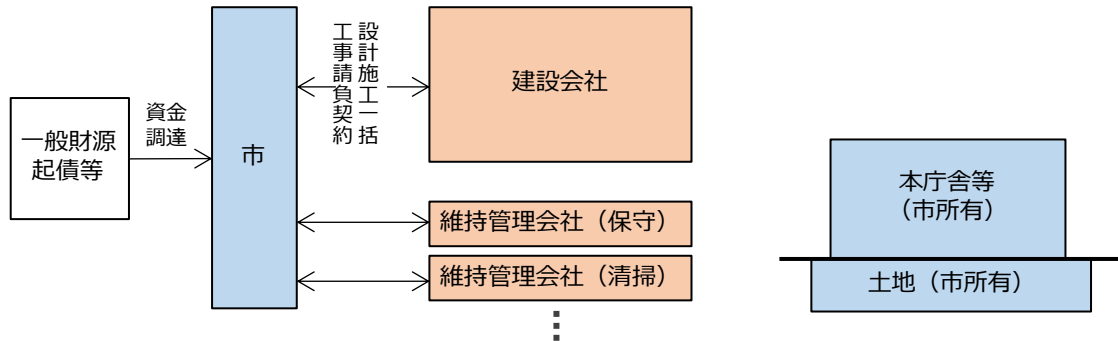 一般財源
起債等
資金
調達
市
設計施工一括
工事請負契約
建設会社
維持管理会社（保守）
維持管理会社（清掃）
本庁舎等
（市所有）
土地（市所有）